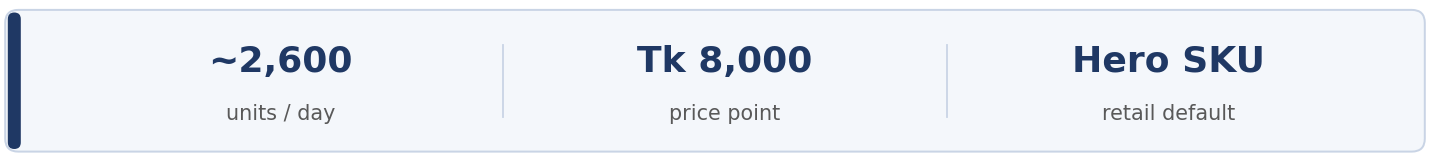 ~2,600
units / day
Tk 8,000
price point
Hero SKU
retail default